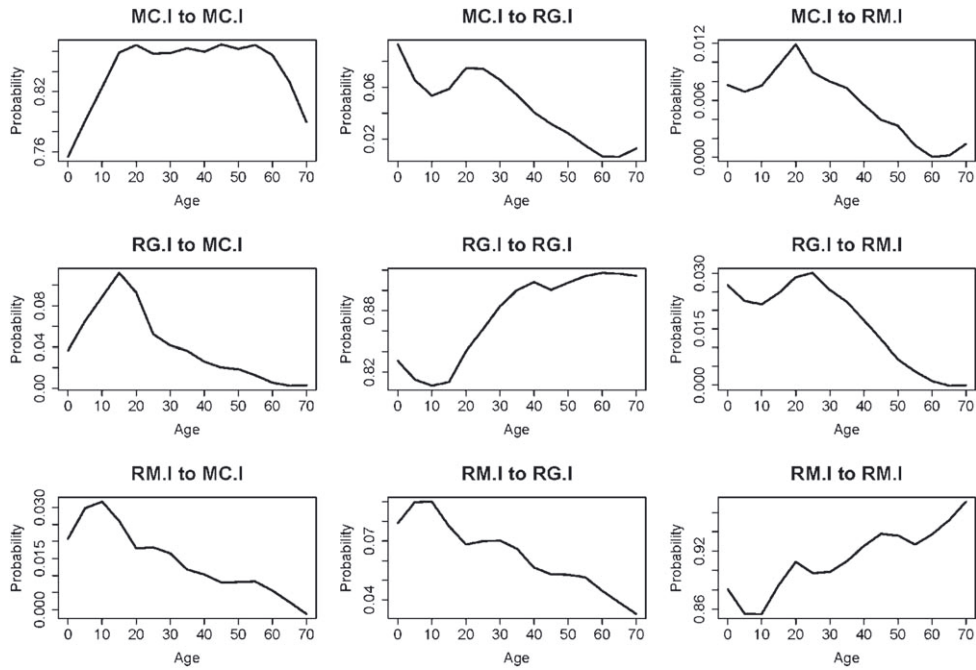 MC.I to MC.I
Probability
0.76 0.82
0 10 20 30 40 50 60 70
Age
MC.I to RG.I
Probability
0.02 0.06
0 10 20 30 40 50 60 70
Age
MC.I to RM.I
Probability
0.000 0.006 0.012
0 10 20 30 40 50 60 70
Age
RG.I to MC.I
Probability
0.00 0.04 0.08
0 10 20 30 40 50 60 70
Age
RG.I to RG.I
Probability
0.82 0.88
0 10 20 30 40 50 60 70
Age
RG.I to RM.I
Probability
0.000 0.015 0.030
0 10 20 30 40 50 60 70
Age
RM.I to MC.I
Probability
0.000 0.015 0.030
0 10 20 30 40 50 60 70
Age
RM.I to RG.I
Probability
0.04 0.07
0 10 20 30 40 50 60 70
Age
RM.I to RM.I
Probability
0.86 0.92
0 10 20 30 40 50 60 70
Age